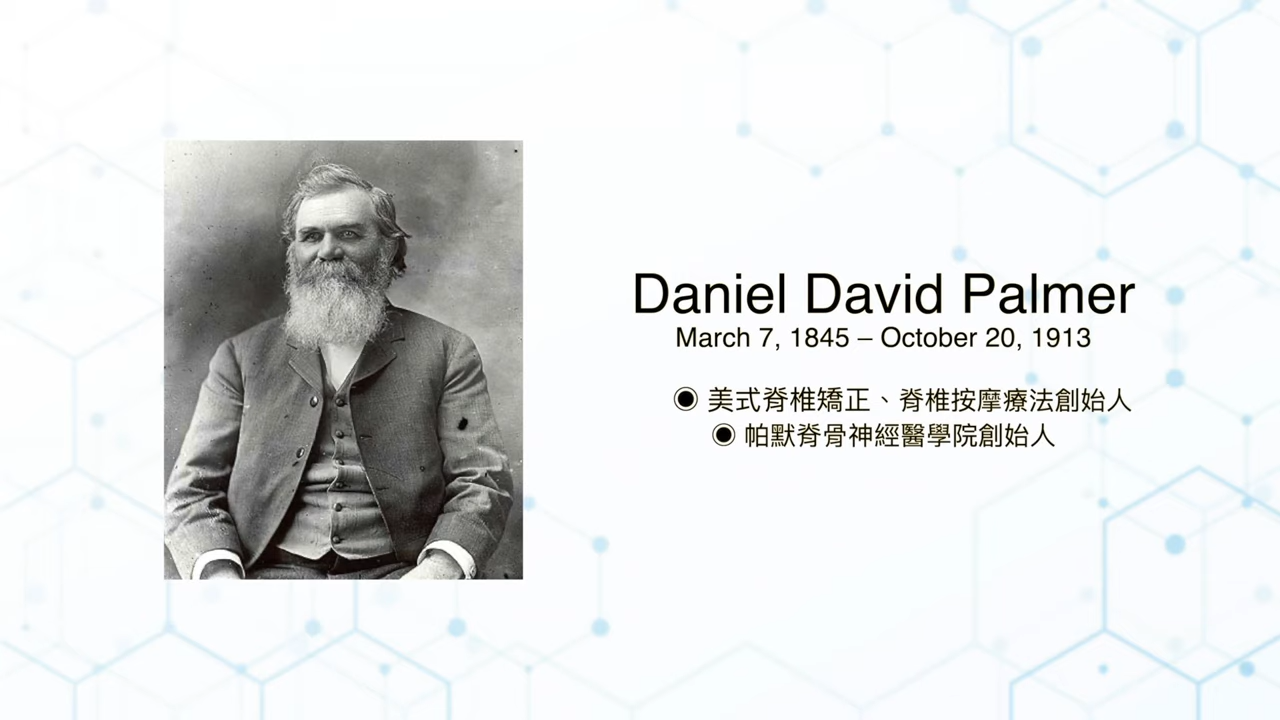 Daniel David Palmer
March 7, 1845 – October 20, 1913
◉ 美式脊椎矯正、脊椎按摩療法創始人
◉ 帕默脊骨神經醫學院創始人